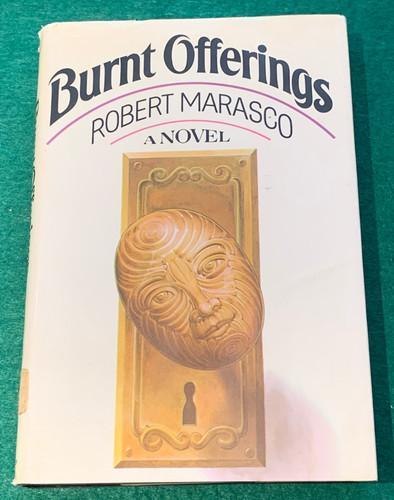 Burnt Offerings
ROBERT MARASCO
A NOVEL